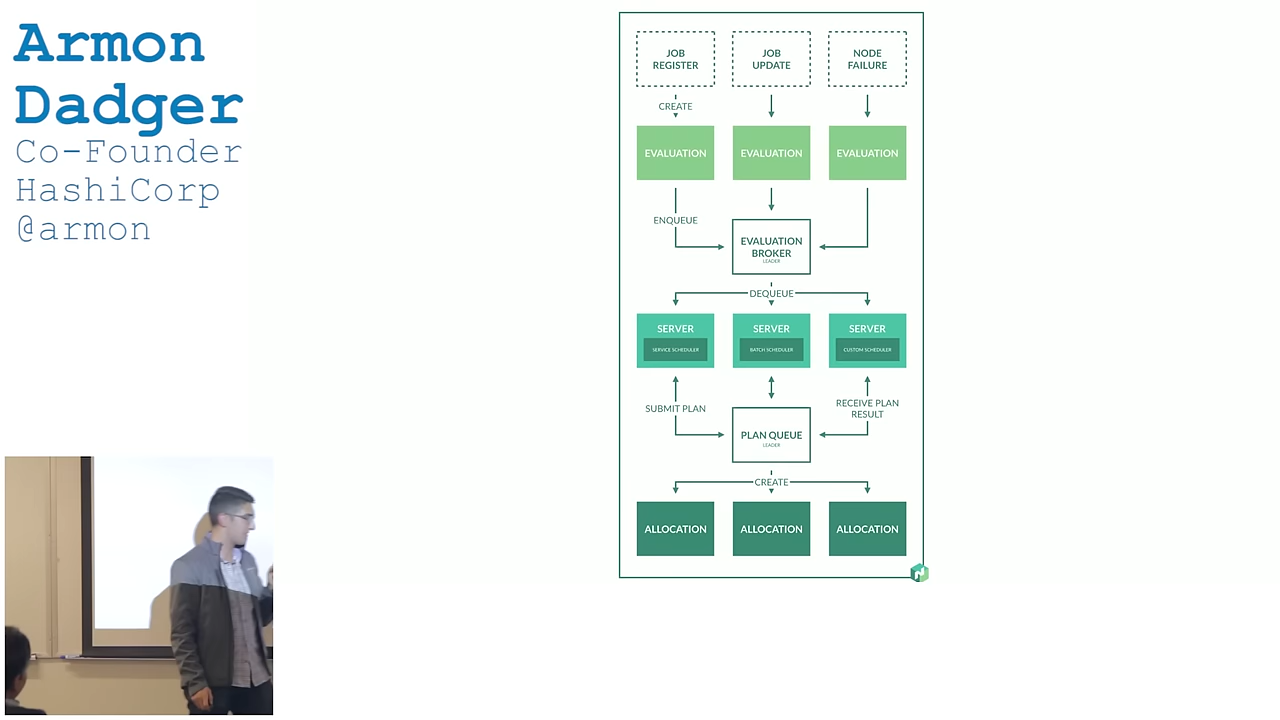 Armon
Dadger
Co-Founder
HashiCorp
@armon
JOB
REGISTER
JOB
UPDATE
NODE
FAILURE
CREATE
EVALUATION
EVALUATION
EVALUATION
ENQUEUE
EVALUATION
BROKER
LEADER
DEQUEUE
SERVER
SERVICE SCHEDULER
SERVER
BATCH SCHEDULER
SERVER
CUSTOM SCHEDULER
SUBMIT PLAN
RECEIVE PLAN
RESULT
PLAN QUEUE
LEADER
CREATE
ALLOCATION
ALLOCATION
ALLOCATION